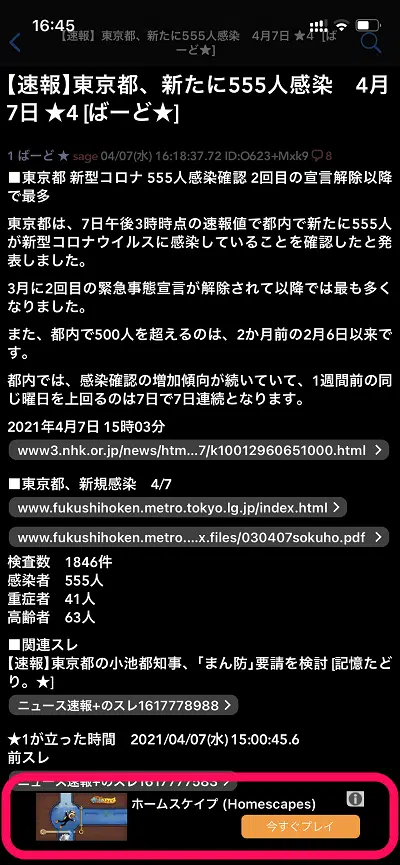 16:45
【速報】東京都、新たに555人感染　4月7日 ★4 [ば
ーど★]
【速報】東京都、新たに555人感染　4月
7日 ★4 [ばーど★]
1 ばーど ★ sage 04/07(水) 16:18:37.72 ID:O623+Mxk9 8
■東京都 新型コロナ 555人感染確認 2回目の宣言解除以降
で最多
東京都は、7日午後3時時点の速報値で都内で新たに555人
が新型コロナウイルスに感染していることを確認したと発
表しました。
3月に2回目の緊急事態宣言が解除されて以降では最も多く
なりました。
また、都内で500人を超えるのは、2か月前の2月6日以来で
す。
都内では、感染確認の増加傾向が続いていて、1週間前の同
じ曜日を上回るのは7日で7日連続となります。
2021年4月7日 15時03分
www3.nhk.or.jp/news/htm...7/k10012960651000.html
■東京都、新規感染　4/7
www.fukushihoken.metro.tokyo.lg.jp/index.html
www.fukushihoken.metro....x.files/030407sokuho.pdf
検査数　1846件
感染者　555人
重症者　41人
高齢者　63人
■関連スレ
【速報】東京都の小池都知事、「まん防」要請を検討 [記憶たど
り。★]
ニュース速報+のスレ1617778988
★1が立った時間　2021/04/07(水) 15:00:45.6
前スレ
ニュース速報+のスレ1617777583
ホームスケイプ (Homescapes)
今すぐプレイ